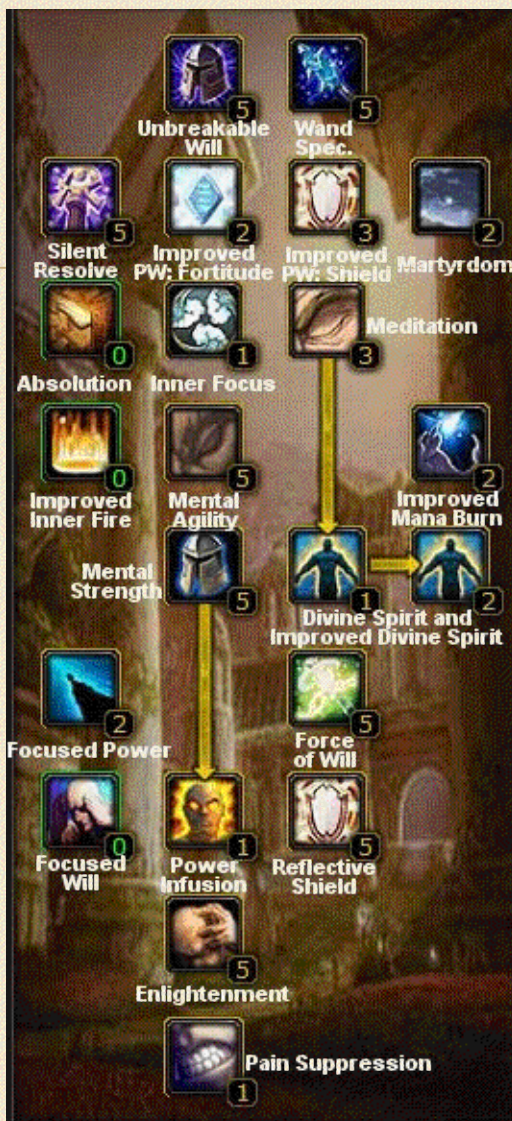 5 5
Unbreakable Will
Wand Spec.
5 2 3 2
Silent Resolve
Improved PW: Fortitude
Improved PW: Shield
Martyrdom
0 1 3
Absolution
Inner Focus
Meditation
0 5 2
Improved Inner Fire
Mental Agility
Improved Mana Burn
Mental Strength
5 1 2
Divine Spirit and
Improved Divine Spirit
2 5
Focused Power
Force of Will
0 1 5
Focused Will
Power Infusion
Reflective Shield
5
Enlightenment
Pain Suppression
1